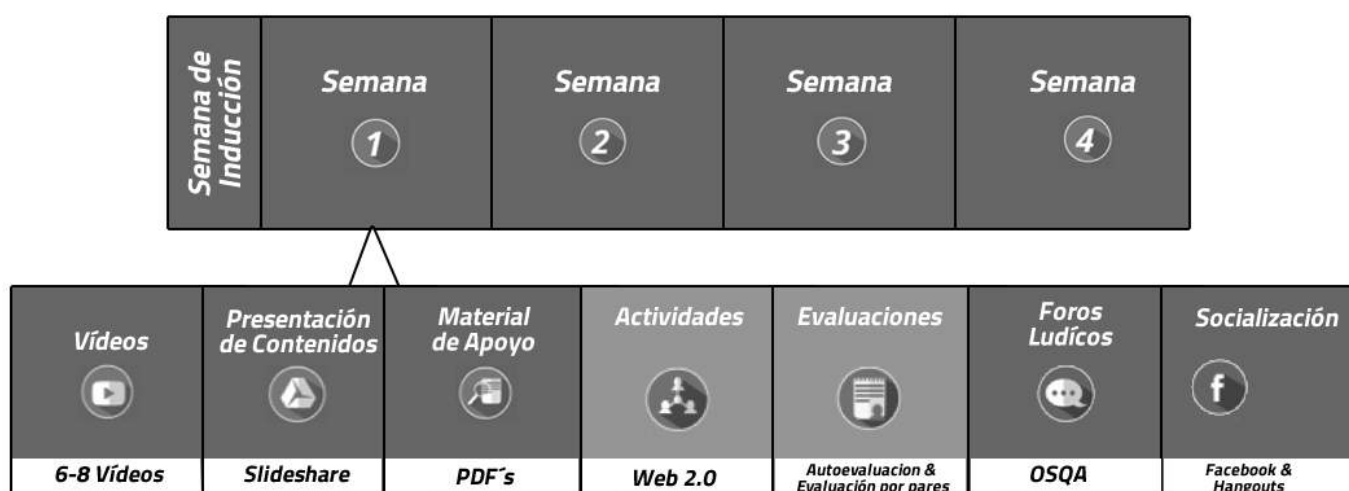 Semana de
Inducción
Semana
1
Semana
2
Semana
3
Semana
4
Vídeos
6-8 Vídeos
Presentación
de Contenidos
Slideshare
Material
de Apoyo
PDF´s
Actividades
Web 2.0
Evaluaciones
Autoevaluacion &
Evaluación por pares
Foros
Ludícos
OSQA
Socialización
f
Facebook &
Hangouts